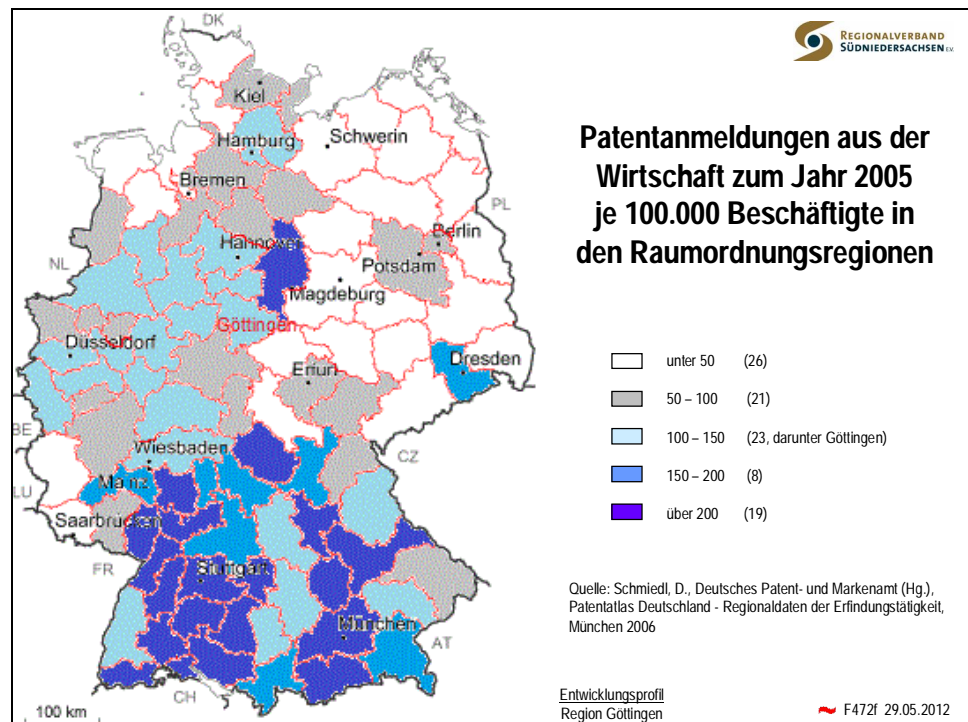 REGIONALVERBAND
SÜDNIEDERSACHSEN E.V.
Patentanmeldungen aus der
Wirtschaft zum Jahr 2005
je 100.000 Beschäftigte in
den Raumordnungsregionen
DK
Kiel
Hamburg
Schwerin
Bremen
PL
Berlin
Hannover
Potsdam
NL
Magdeburg
Göttingen
Düsseldorf
Dresden
Erfurt
BE
Wiesbaden
CZ
Mainz
LU
Saarbrücken
FR
Stuttgart
München
AT
CH
100 km
unter 50 (26)
50 – 100 (21)
100 – 150 (23, darunter Göttingen)
150 – 200 (8)
über 200 (19)
Quelle: Schmiedl, D., Deutsches Patent- und Markenamt (Hg.),
Patentatlas Deutschland - Regionaldaten der Erfindungstätigkeit,
München 2006
Entwicklungsprofil
Region Göttingen
F472f 29.05.2012